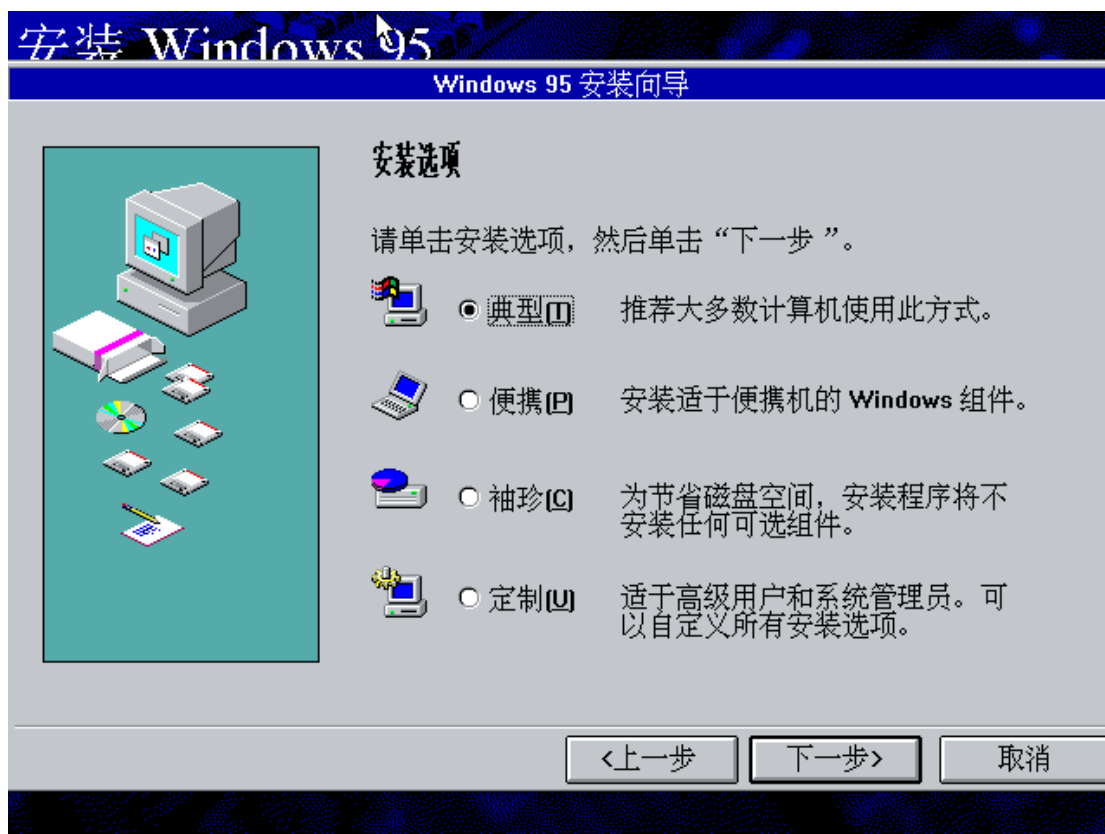 安装 Windows 95
Windows 95 安装向导
安装选项
请单击安装选项，然后单击“下一步 ”。
典型(T) 推荐大多数计算机使用此方式。
便携(P) 安装适于便携机的 Windows 组件。
袖珍(C) 为节省磁盘空间，安装程序将不
安装任何可选组件。
定制(U) 适于高级用户和系统管理员。可
以自定义所有安装选项。
<上一步 下一步> 取消